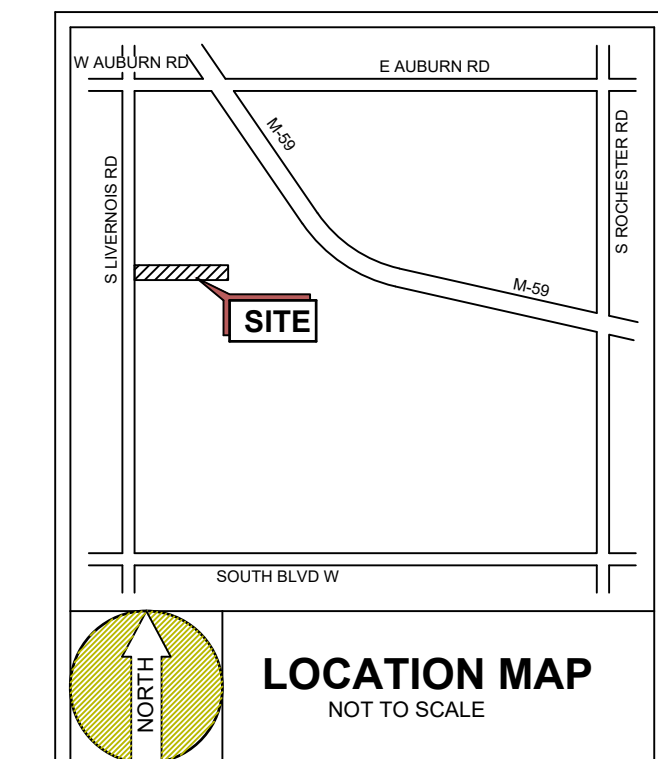 W AUBURN RD
E AUBURN RD
M-59
S LIVERNOIS RD
S ROCHESTER RD
M-59
SITE
SOUTH BLVD W
NORTH
LOCATION MAP
NOT TO SCALE